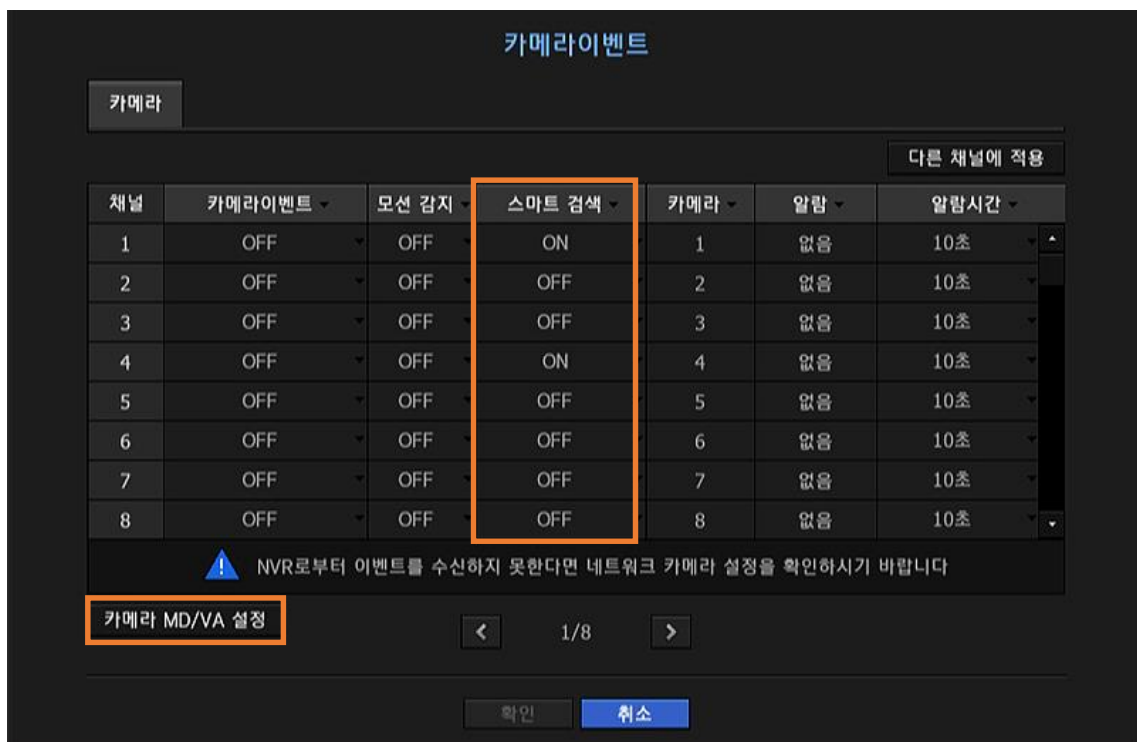 카메라이벤트
카메라
다른 채널에 적용
채널 카메라이벤트 모션 감지 스마트 검색 카메라 알람 알람시간
1 OFF OFF ON 1 없음 10초
2 OFF OFF OFF 2 없음 10초
3 OFF OFF OFF 3 없음 10초
4 OFF OFF ON 4 없음 10초
5 OFF OFF OFF 5 없음 10초
6 OFF OFF OFF 6 없음 10초
7 OFF OFF OFF 7 없음 10초
8 OFF OFF OFF 8 없음 10초
NVR로부터 이벤트를 수신하지 못한다면 네트워크 카메라 설정을 확인하시기 바랍니다
카메라 MD/VA 설정
1/8
확인 취소